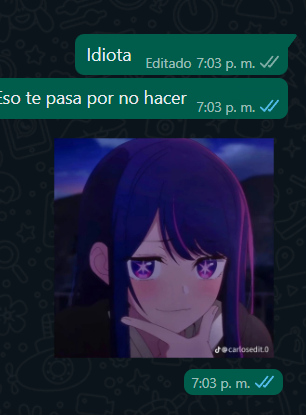 Idiota
Editado 7:03 p. m.
Eso te pasa por no hacer
7:03 p. m.
@carlosedit.0
7:03 p. m.